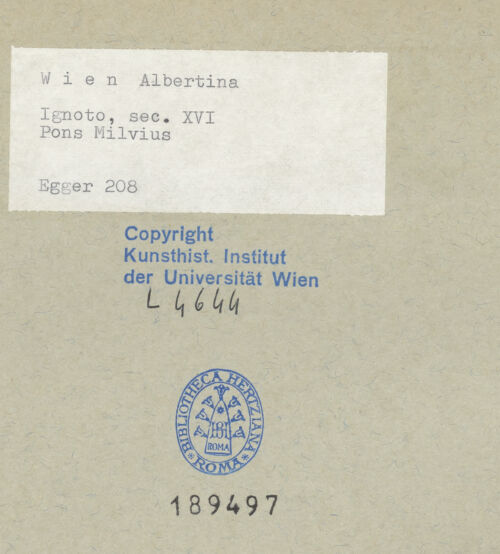 W i e n Albertina
Ignoto, sec. XVI
Pons Milvius
Egger 208
Copyright
Kunsthist. Institut
der Universität Wien
L 4644
BIBLIOTHECA HERTZIANA
ROMA
ROMA
189497